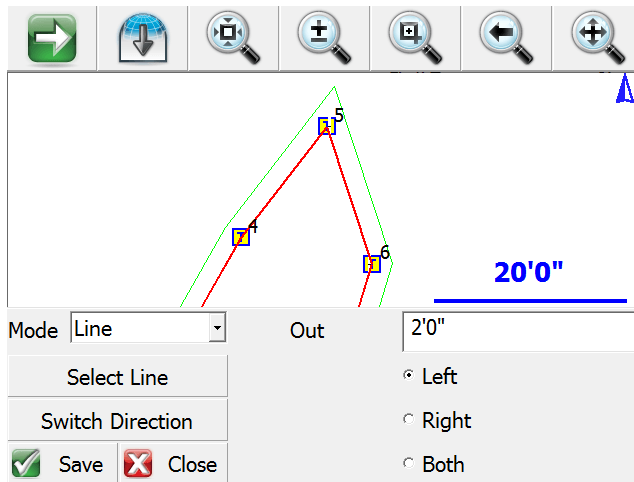 5
4
6
20'0"
Mode Line Out 2'0"
Select Line Left
Switch Direction Right
Save Close Both